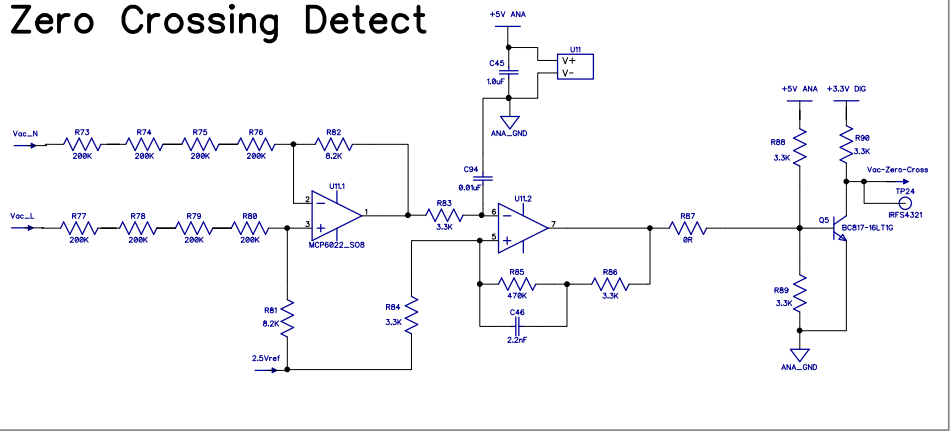 Zero Crossing Detect
+5V ANA
U11
V+
V-
C45
1.0uF
ANA_GND
+5V ANA
+3.3V DIG
Vac_N
R73
200K
R74
200K
R75
200K
R76
200K
R82
8.2K
R88
3.3K
R90
3.3K
C94
0.01uF
Vac-Zero-Cross
TP24
IRFS4321
U11.1
2
3
1
MCP6022_SO8
R83
3.3K
U11.2
6
5
7
Vac_L
R77
200K
R78
200K
R79
200K
R80
200K
R87
0R
Q5
BC817-16LT1G
R85
470K
R86
3.3K
C46
2.2nF
R81
8.2K
R84
3.3K
R89
3.3K
2.5Vref
ANA_GND